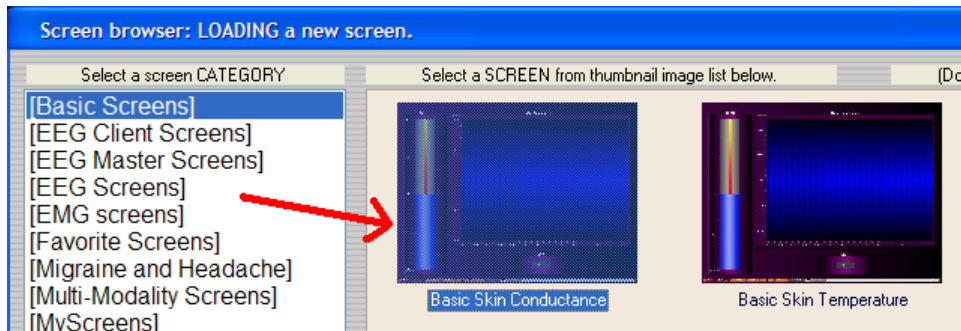 Screen browser: LOADING a new screen.
Select a screen CATEGORY
Select a SCREEN from thumbnail image list below.
(Do
[Basic Screens]
[EEG Client Screens]
[EEG Master Screens]
[EEG Screens]
[EMG screens]
[Favorite Screens]
[Migraine and Headache]
[Multi-Modality Screens]
[MyScreens]
Basic Skin Conductance
Basic Skin Temperature